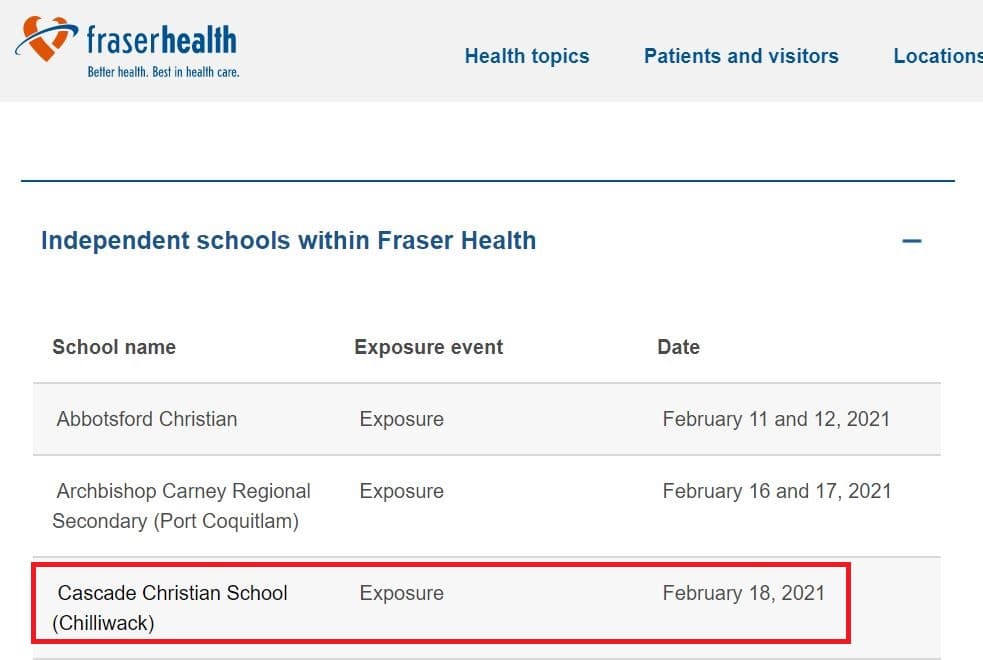 fraserhealth
Better health. Best in health care.
Health topics Patients and visitors Locations
Independent schools within Fraser Health
School name Exposure event Date
Abbotsford Christian Exposure February 11 and 12, 2021
Archbishop Carney Regional Exposure February 16 and 17, 2021
Secondary (Port Coquitlam)
Cascade Christian School Exposure February 18, 2021
(Chilliwack)